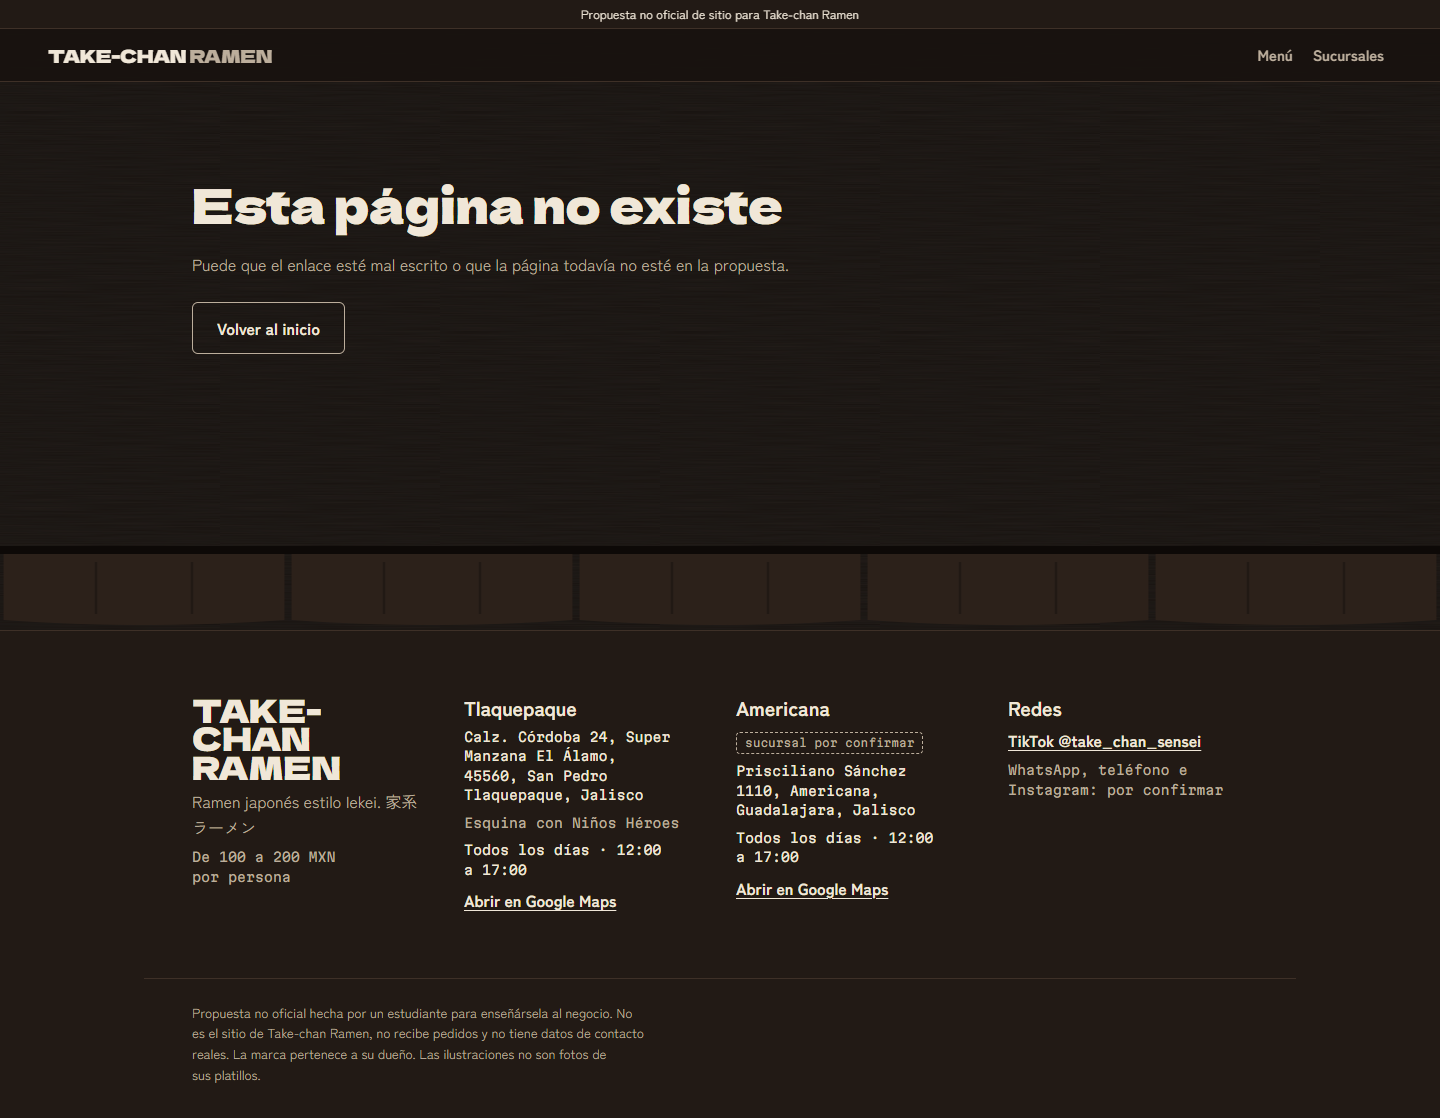 Propuesta no oficial de sitio para Take-chan Ramen
TAKE-CHAN RAMEN
Menú
Sucursales
Esta página no existe
Puede que el enlace esté mal escrito o que la página todavía no esté en la propuesta.
Volver al inicio
TAKE-
CHAN
RAMEN
Ramen japonés estilo Iekei. 家系
ラーメン
De 100 a 200 MXN
por persona
Tlaquepaque
Calz. Córdoba 24, Super
Manzana El Álamo,
45560, San Pedro
Tlaquepaque, Jalisco
Esquina con Niños Héroes
Todos los días · 12:00
a 17:00
Abrir en Google Maps
Americana
sucursal por confirmar
Prisciliano Sánchez
1110, Americana,
Guadalajara, Jalisco
Todos los días · 12:00
a 17:00
Abrir en Google Maps
Redes
TikTok @take_chan_sensei
WhatsApp, teléfono e
Instagram: por confirmar
Propuesta no oficial hecha por un estudiante para enseñársela al negocio. No
es el sitio de Take-chan Ramen, no recibe pedidos y no tiene datos de contacto
reales. La marca pertenece a su dueño. Las ilustraciones no son fotos de
sus platillos.